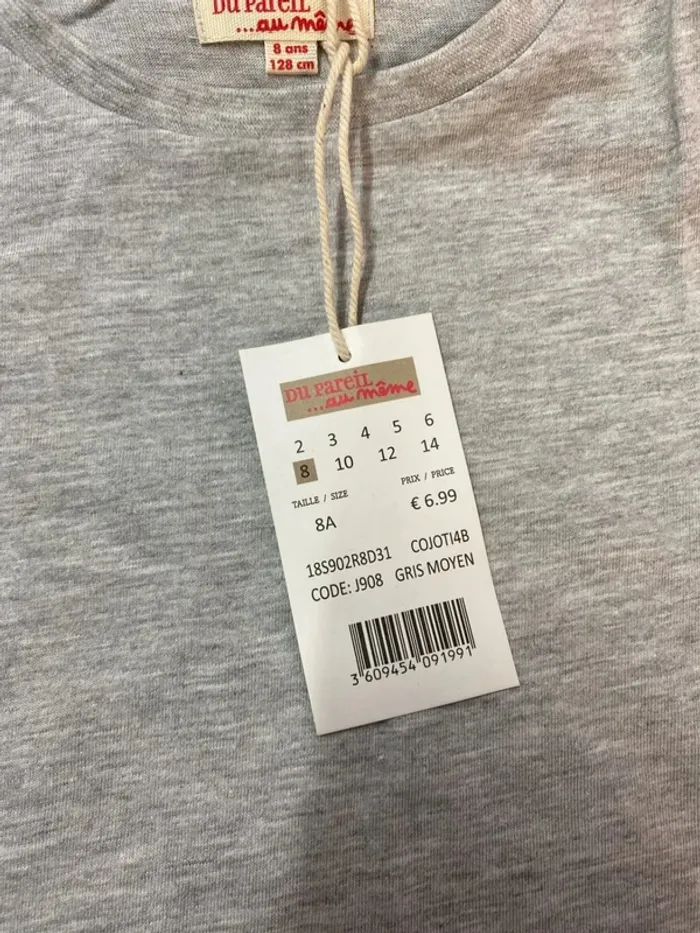 DU PAREIL
...au même
8 ans
128 cm
DU PAREIL
...au même
2 3 4 5 6
8 10 12 14
TAILLE / SIZE PRIX / PRICE
8A € 6.99
18S902R8D31 COJOTI4B
CODE: J908 GRIS MOYEN
3 609454 091991